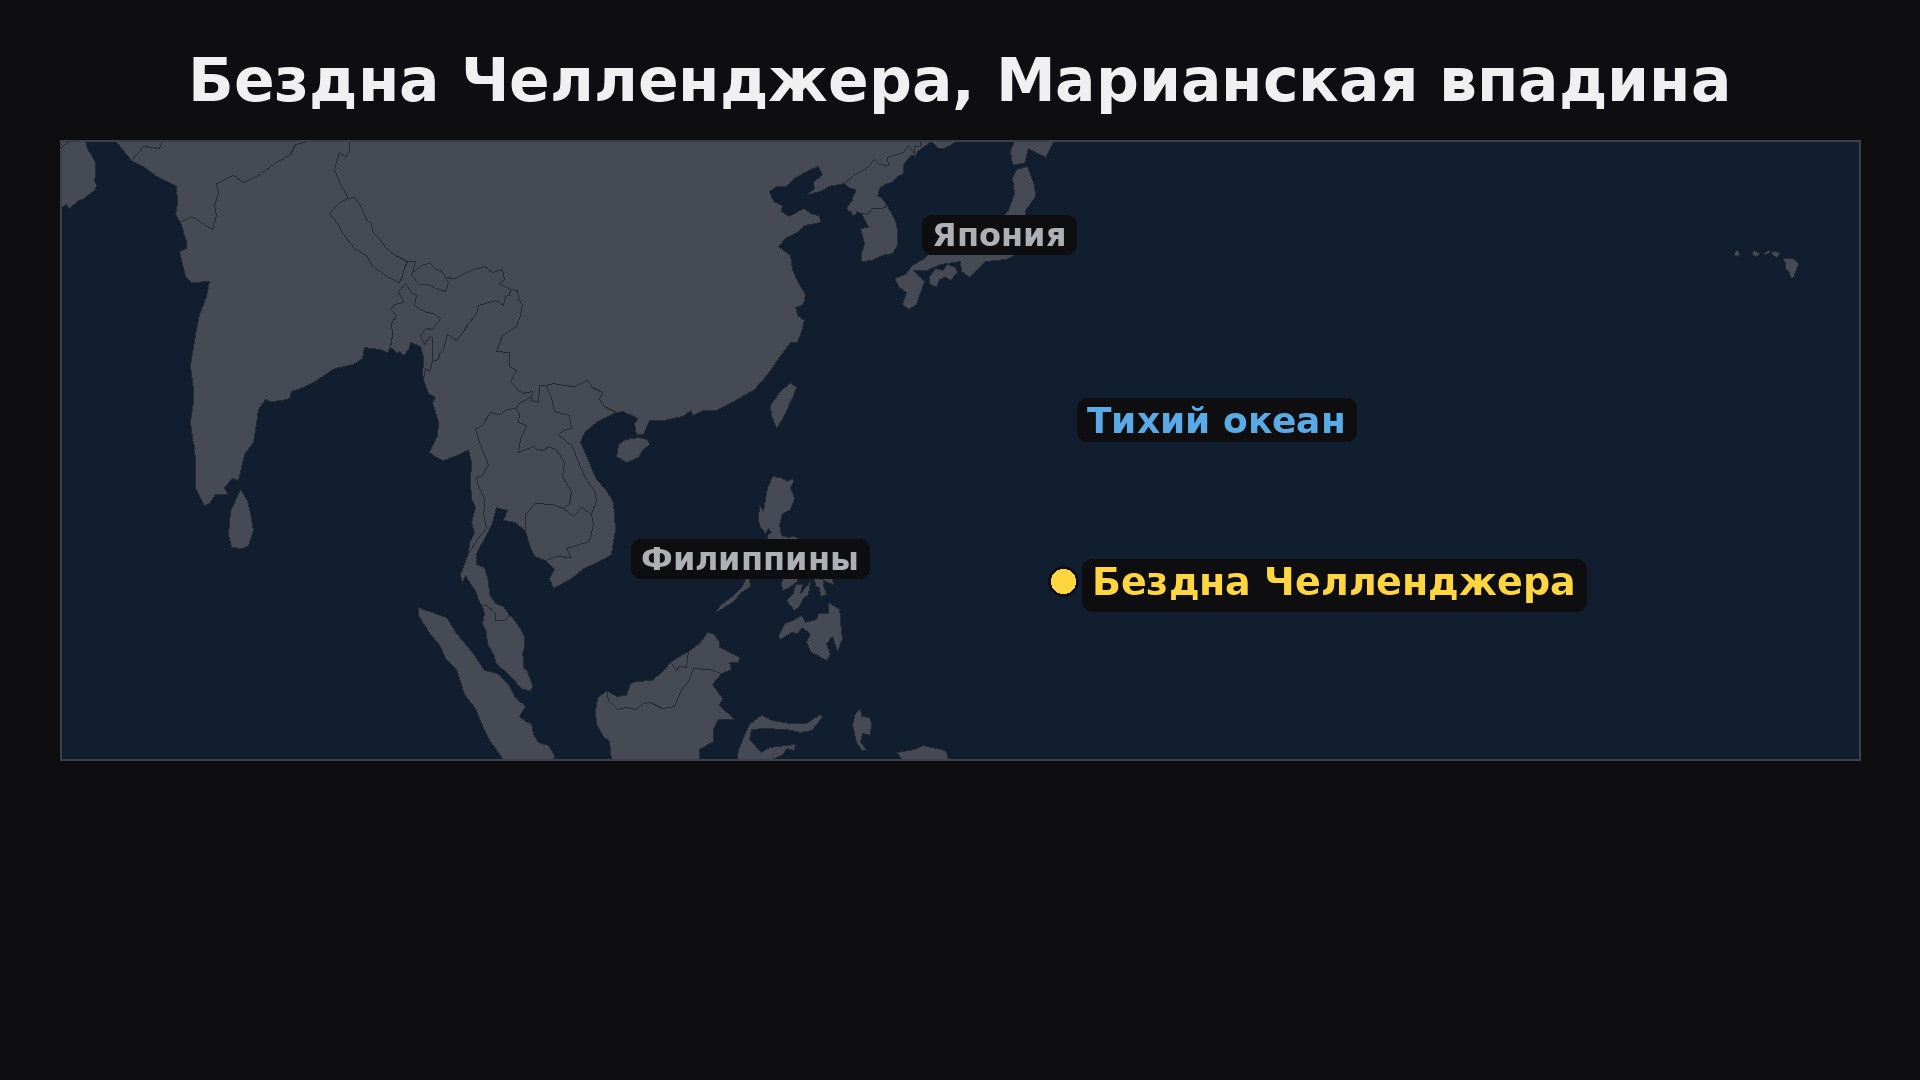 Бездна Челленджера, Марианская впадина
Япония
Тихий океан
Филиппины
Бездна Челленджера